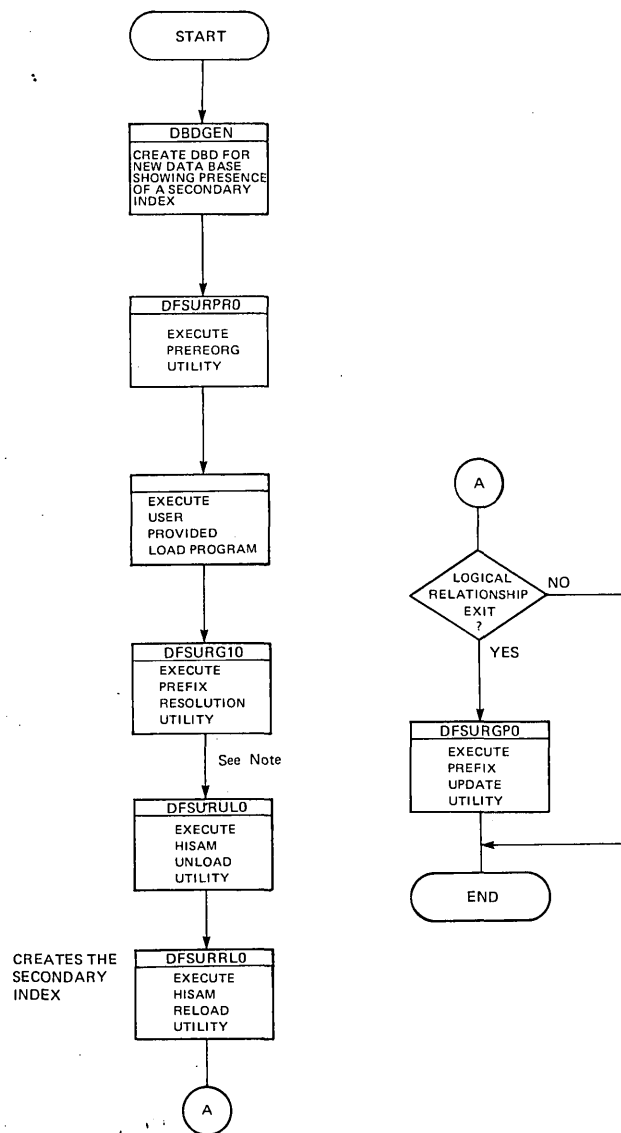 START
DBDGEN
CREATE DBD FOR
NEW DATA BASE
SHOWING PRESENCE
OF A SECONDARY
INDEX
DFSURPR0
EXECUTE
PREREORG
UTILITY
EXECUTE
USER
PROVIDED
LOAD PROGRAM
DFSURG10
EXECUTE
PREFIX
RESOLUTION
UTILITY
See Note
DFSURUL0
EXECUTE
HISAM
UNLOAD
UTILITY
CREATES THE
SECONDARY
INDEX
DFSURRL0
EXECUTE
HISAM
RELOAD
UTILITY
A
A
LOGICAL
RELATIONSHIP
EXIT
?
NO
YES
DFSURGP0
EXECUTE
PREFIX
UPDATE
UTILITY
END